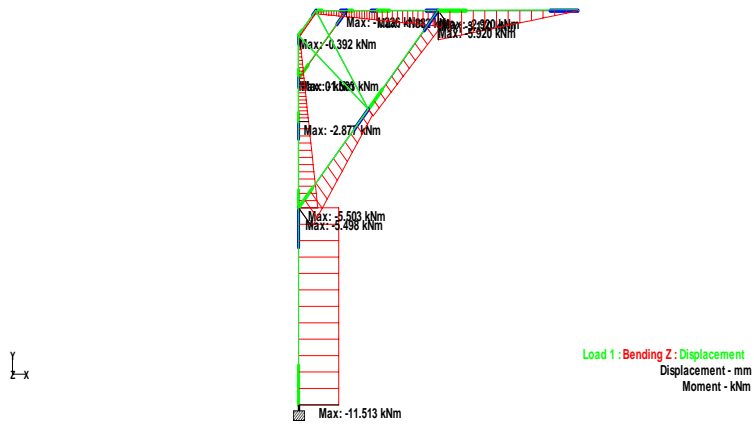 Max: -5.920 kNm
Max: -0.392 kNm
Max: -2.877 kNm
Max: -5.503 kNm
Max: -5.498 kNm
Y
Z X
Load 1 : Bending Z : Displacement
Displacement - mm
Moment - kNm
Max: -11.513 kNm